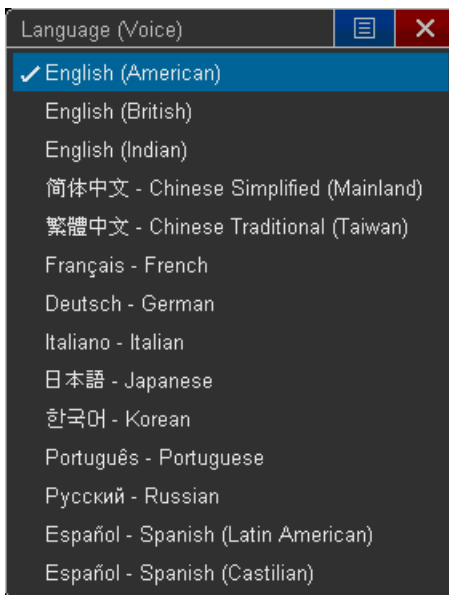 Language (Voice)
English (American)
English (British)
English (Indian)
简体中文 - Chinese Simplified (Mainland)
繁體中文 - Chinese Traditional (Taiwan)
Français - French
Deutsch - German
Italiano - Italian
日本語 - Japanese
한국어 - Korean
Português - Portuguese
Русский - Russian
Español - Spanish (Latin American)
Español - Spanish (Castilian)